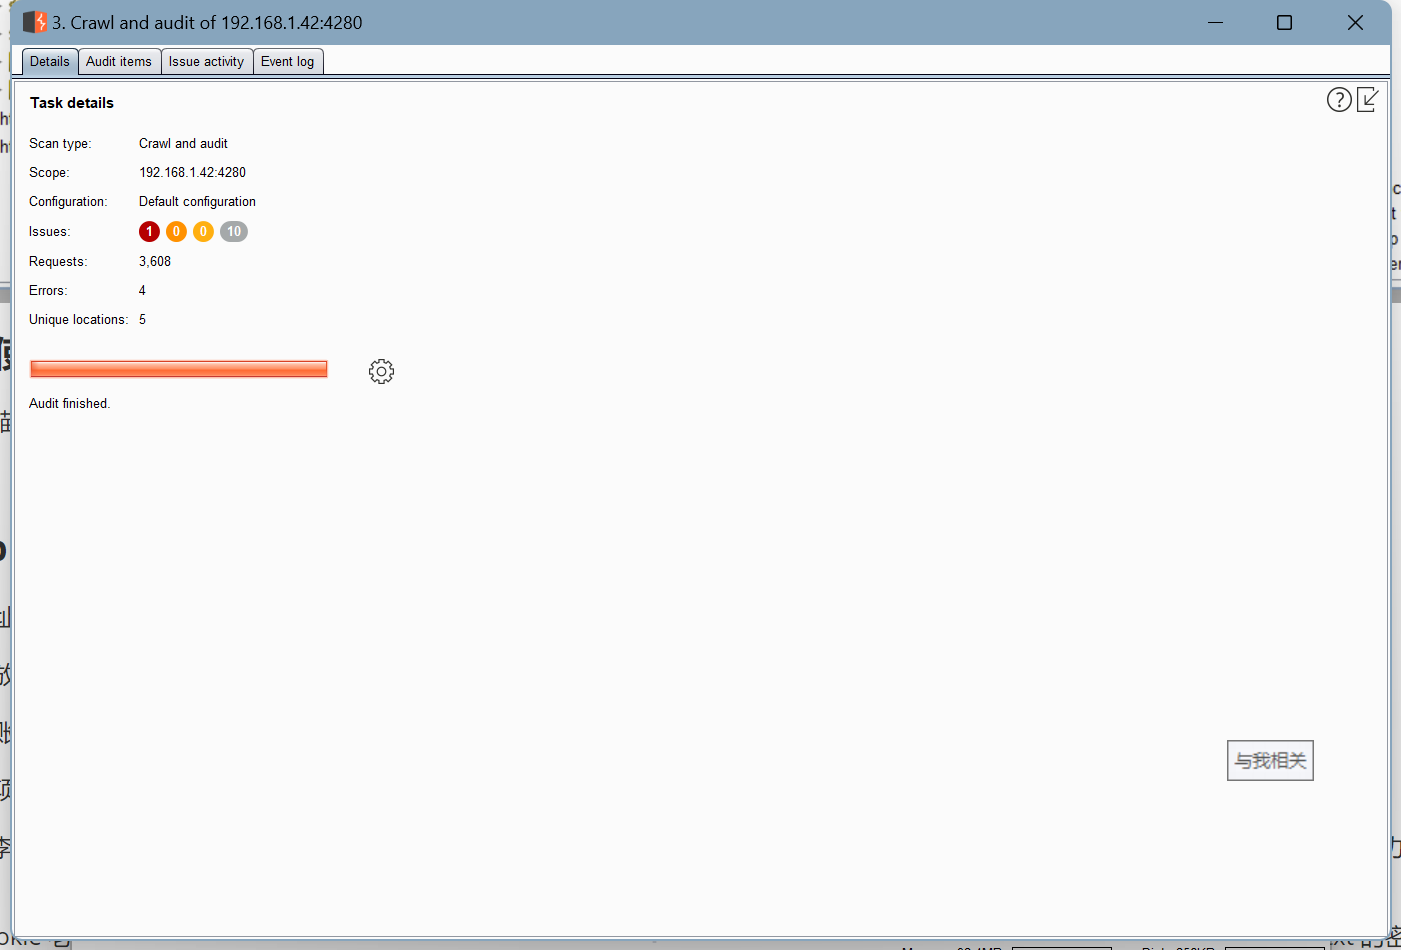 3. Crawl and audit of 192.168.1.42:4280
Details Audit items Issue activity Event log
Task details
Scan type: Crawl and audit
Scope: 192.168.1.42:4280
Configuration: Default configuration
Issues: 1 0 0 10
Requests: 3,608
Errors: 4
Unique locations: 5
Audit finished.
与我相关